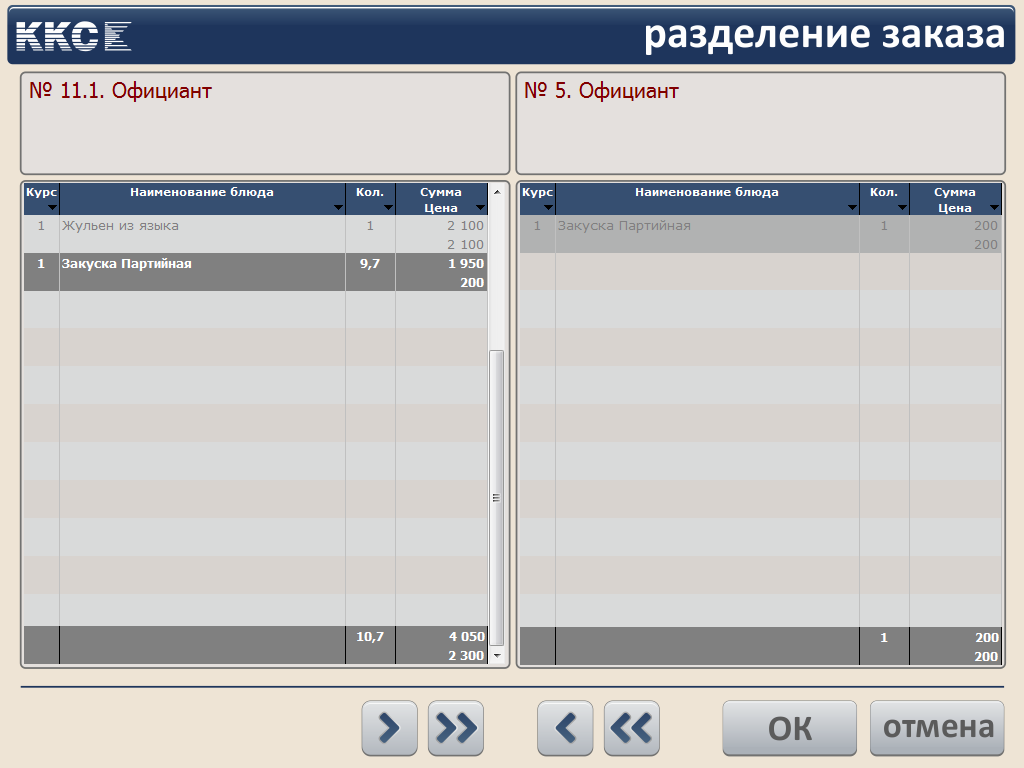 ККСЕ
разделение заказа
№ 11.1. Официант
№ 5. Официант
Курс Наименование блюда Кол. Сумма
Цена
1 Жульен из языка 1 2 100
2 100
1 Закуска Партийная 9,7 1 950
200
10,7 4 050
2 300
Курс Наименование блюда Кол. Сумма
Цена
1 Закуска Партийная 1 200
200
1 200
200
ОК
отмена